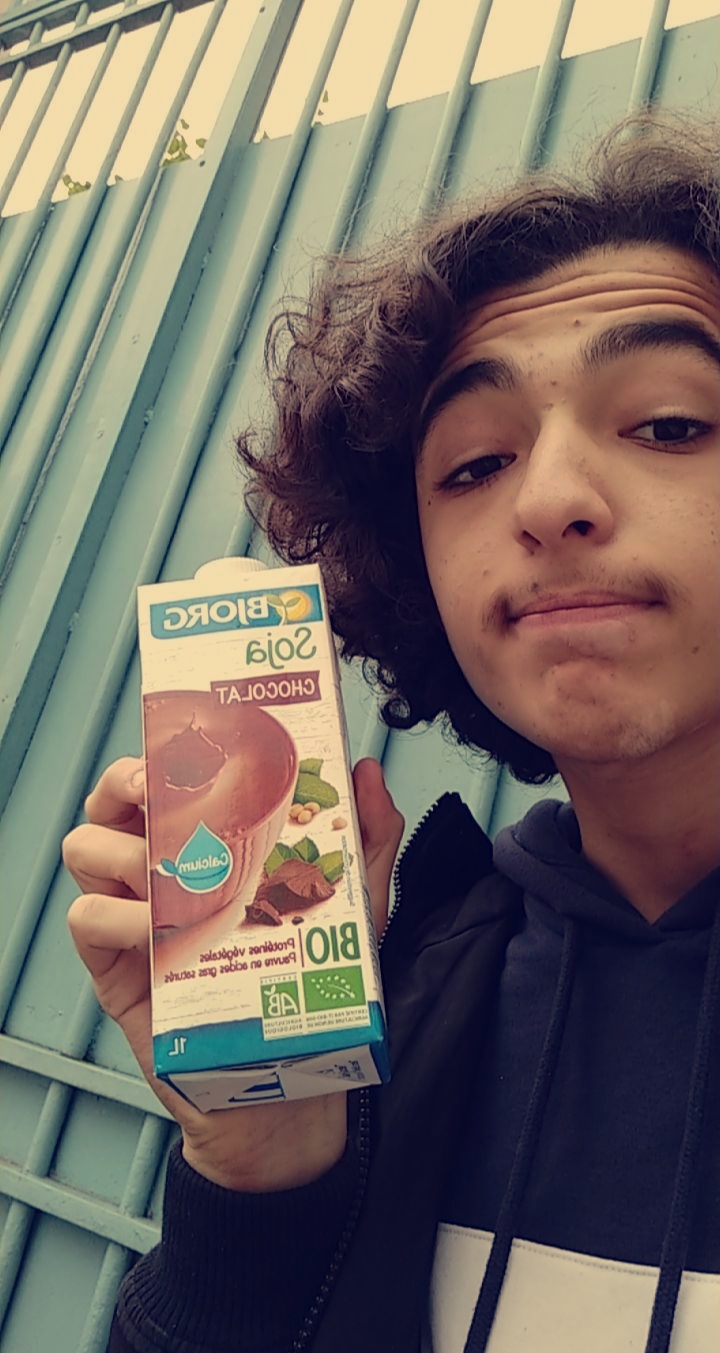 BJORG
Soja
CHOCOLAT
Calcium
BIO
Protéines végétales
Pauvre en acides gras saturés
AB
1L